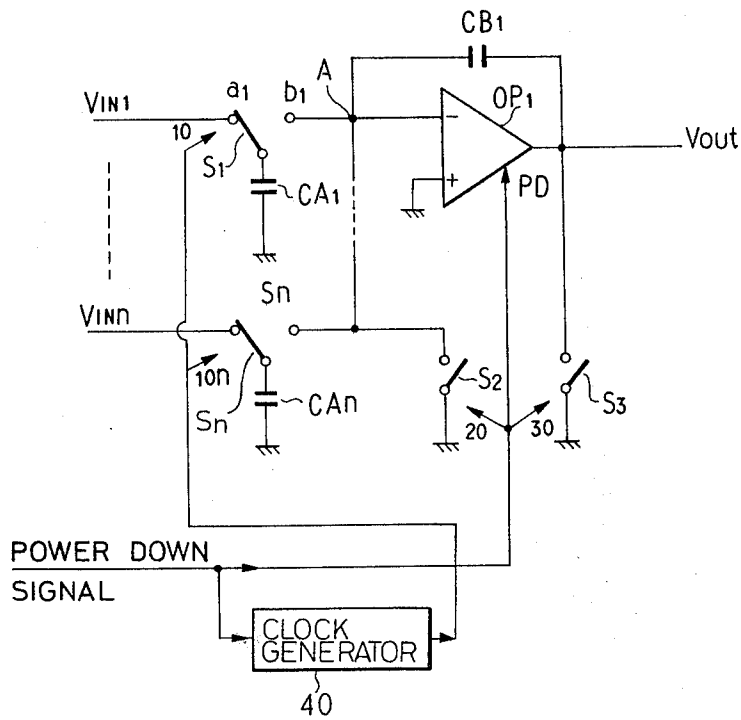 CB1
A
OP1
a1
b1
VIN1
10
S1
CA1
Vout
PD
Sn
VINn
10n
Sn
CAn
S2
20
30
S3
POWER DOWN
SIGNAL
CLOCK
GENERATOR
40